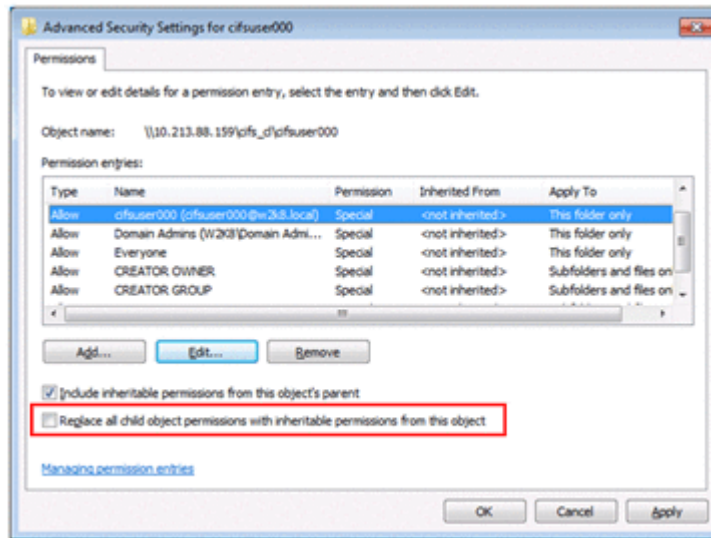 Advanced Security Settings for cifsuser000
Permissions
To view or edit details for a permission entry, select the entry and then click Edit.
Object name: \\10.213.88.159\cifs_d\cifsuser000
Permission entries:
Type Name Permission Inherited From Apply To
Allow cifsuser000 (cifsuser000@w2k8.local) Special <not inherited> This folder only
Allow Domain Admins (W2K8\Domain Admi... Special <not inherited> This folder only
Allow Everyone Special <not inherited> This folder only
Allow CREATOR OWNER Special <not inherited> Subfolders and files on
Allow CREATOR GROUP Special <not inherited> Subfolders and files on
Add... Edit... Remove
Include inheritable permissions from this object's parent
Replace all child object permissions with inheritable permissions from this object
Managing permission entries
OK Cancel Apply